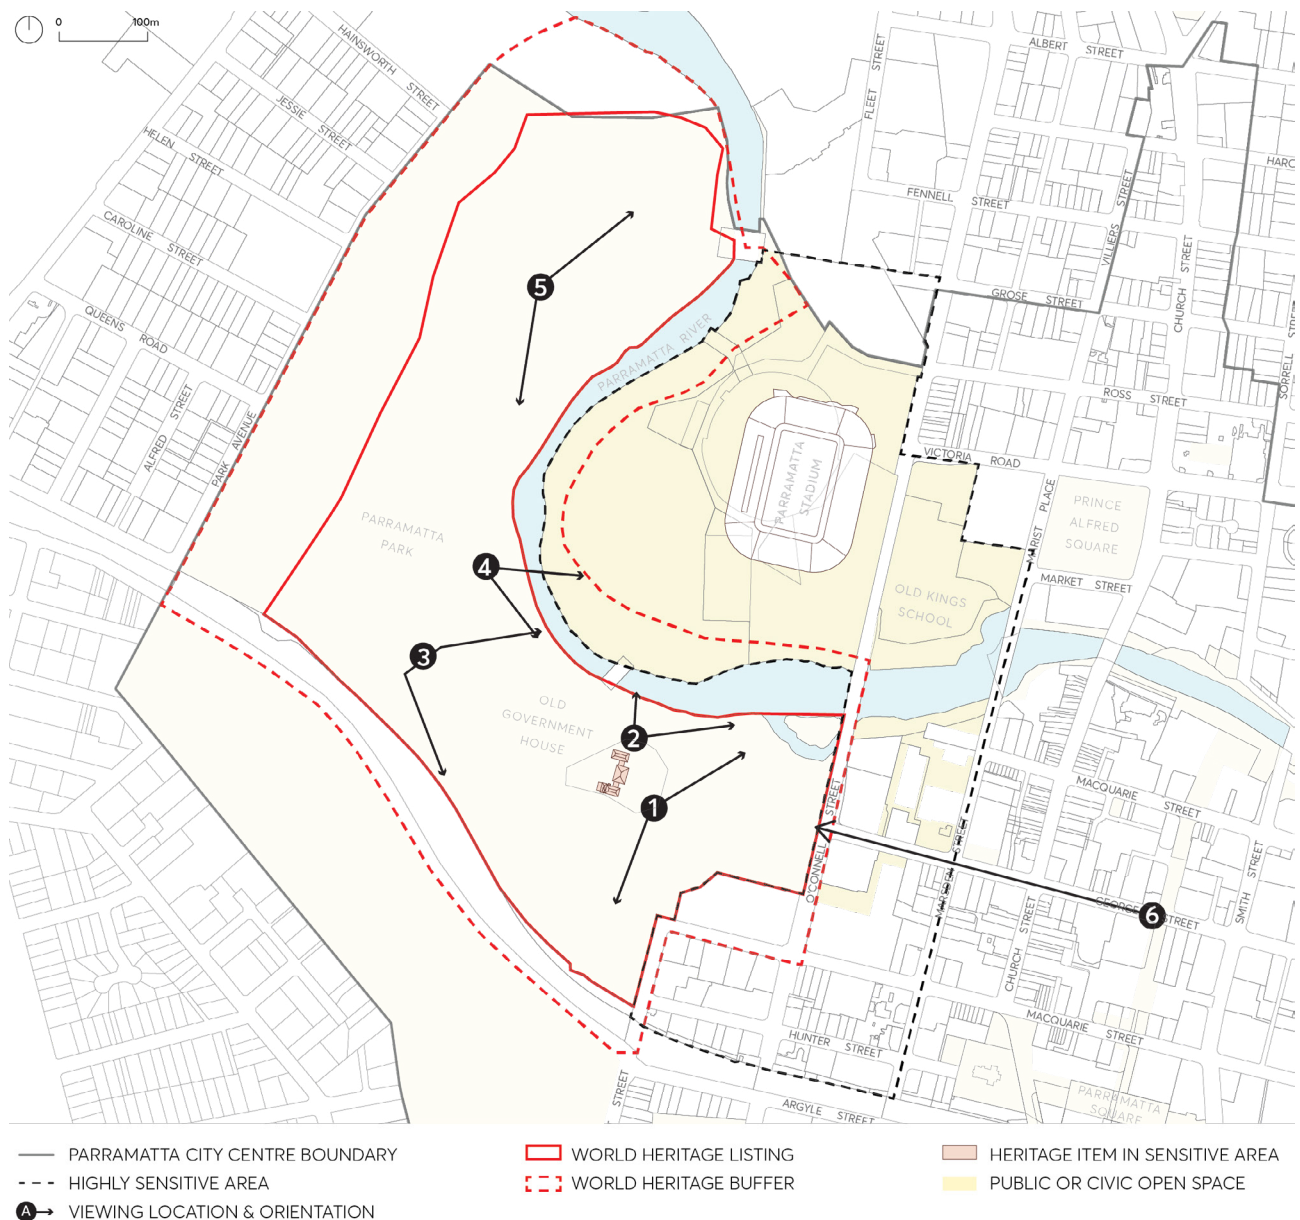 0 100m
HAINSWORTH STREET
JESSIE STREET
HELEN STREET
CAROLINE STREET
QUEENS ROAD
ALFRED STREET
PARK AVENUE
ALBERT STREET
FLEET STREET
FENNELL STREET
VILLIERS STREET
CHURCH STREET
SORRELL
GROSE STREET
ROSS STREET
VICTORIA ROAD
PARRAMATTA RIVER
PARRAMATTA
STADIUM
PARRAMATTA
PARK
MARIST PLACE
PRINCE
ALFRED
SQUARE
MARKET STREET
OLD KINGS
SCHOOL
OLD
GOVERNMENT
HOUSE
5
4
3
2
1
6
O'CONNELL STREET
MARSDEN STREET
MACQUARIE STREET
SMITH STREET
GEORGE STREET
CHURCH STREET
MACQUARIE STREET
HUNTER STREET
PARRAMATTA
SQUARE
ARGYLE STREET
STREET
PARRAMATTA CITY CENTRE BOUNDARY
HIGHLY SENSITIVE AREA
A VIEWING LOCATION & ORIENTATION
WORLD HERITAGE LISTING
WORLD HERITAGE BUFFER
HERITAGE ITEM IN SENSITIVE AREA
PUBLIC OR CIVIC OPEN SPACE